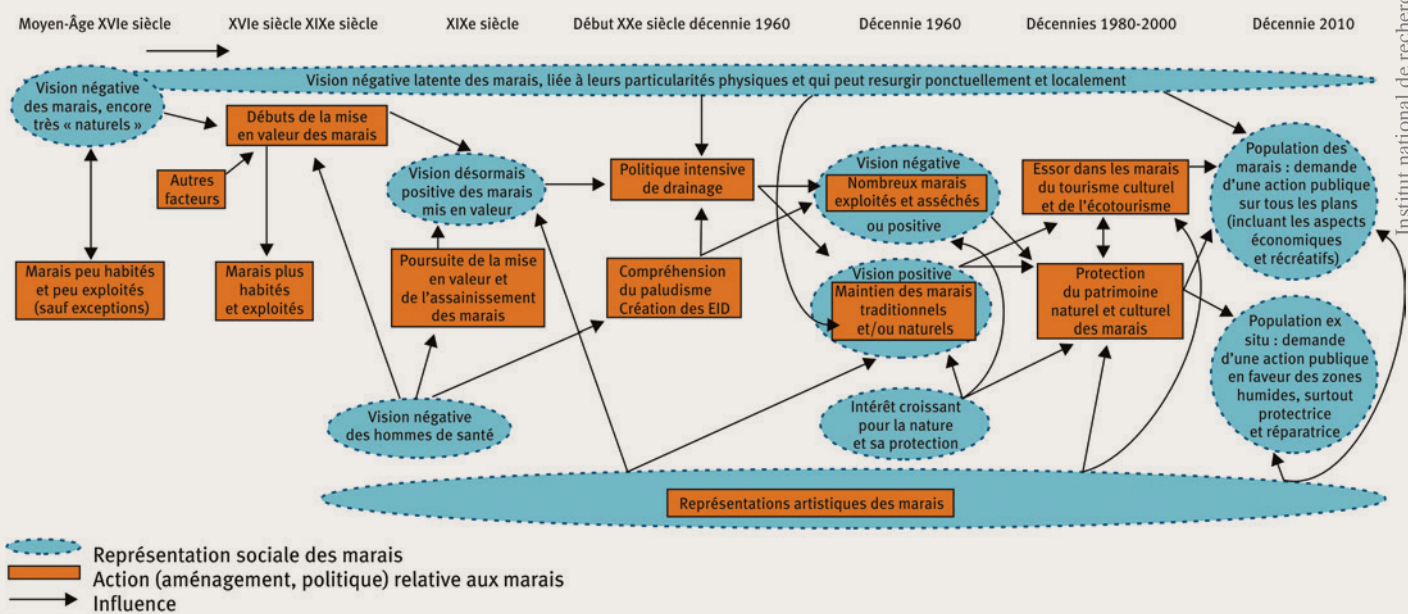 Moyen-Âge XVIe siècle
XVIe siècle XIXe siècle
XIXe siècle
Début XXe siècle décennie 1960
Décennie 1960
Décennies 1980-2000
Décennie 2010
Vision négative latente des marais, liée à leurs particularités physiques et qui peut resurgir ponctuellement et localement
Vision négative
des marais, encore
très « naturels »
Débuts de la mise
en valeur des marais
Autres
facteurs
Marais peu habités
et peu exploités
(sauf exceptions)
Marais plus
habités
et exploités
Vision désormais
positive des marais
mis en valeur
Poursuite de la mise
en valeur et
de l'assainissement
des marais
Vision négative
des hommes de santé
Politique intensive
de drainage
Compréhension
du paludisme
Création des EID
Vision négative
Nombreux marais
exploités et asséchés
ou positive
Vision positive
Maintien des marais
traditionnels
et/ou naturels
Intérêt croissant
pour la nature
et sa protection
Essor dans les marais
du tourisme culturel
et de l'écotourisme
Protection
du patrimoine
naturel et culturel
des marais
Population des
marais : demande
d'une action publique
sur tous les plans
(incluant les aspects
économiques
et récréatifs)
Population ex
situ : demande
d'une action publique
en faveur des zones
humides, surtout
protectrice
et réparatrice
Représentations artistiques des marais
Représentation sociale des marais
Action (aménagement, politique) relative aux marais
Influence
Institut national de